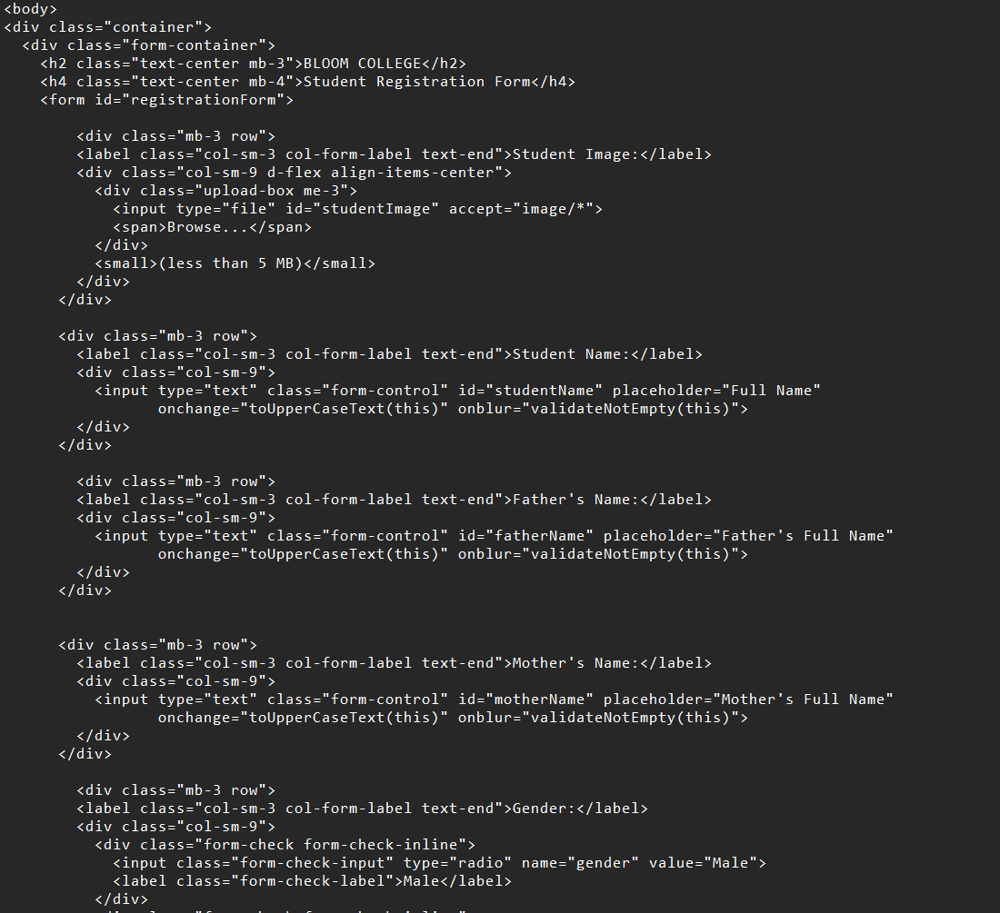 <body>
<div class="container">
  <div class="form-container">
    <h2 class="text-center mb-3">BLOOM COLLEGE</h2>
    <h4 class="text-center mb-4">Student Registration Form</h4>
    <form id="registrationForm">

        <div class="mb-3 row">
        <label class="col-sm-3 col-form-label text-end">Student Image:</label>
        <div class="col-sm-9 d-flex align-items-center">
          <div class="upload-box me-3">
            <input type="file" id="studentImage" accept="image/*">
            <span>Browse...</span>
          </div>
          <small>(less than 5 MB)</small>
        </div>
      </div>

      <div class="mb-3 row">
        <label class="col-sm-3 col-form-label text-end">Student Name:</label>
        <div class="col-sm-9">
          <input type="text" class="form-control" id="studentName" placeholder="Full Name"
                 onchange="toUpperCaseText(this)" onblur="validateNotEmpty(this)">
        </div>
      </div>

        <div class="mb-3 row">
        <label class="col-sm-3 col-form-label text-end">Father's Name:</label>
        <div class="col-sm-9">
          <input type="text" class="form-control" id="fatherName" placeholder="Father's Full Name"
                 onchange="toUpperCaseText(this)" onblur="validateNotEmpty(this)">
        </div>
      </div>


      <div class="mb-3 row">
        <label class="col-sm-3 col-form-label text-end">Mother's Name:</label>
        <div class="col-sm-9">
          <input type="text" class="form-control" id="motherName" placeholder="Mother's Full Name"
                 onchange="toUpperCaseText(this)" onblur="validateNotEmpty(this)">
        </div>
      </div>

        <div class="mb-3 row">
        <label class="col-sm-3 col-form-label text-end">Gender:</label>
        <div class="col-sm-9">
          <div class="form-check form-check-inline">
            <input class="form-check-input" type="radio" name="gender" value="Male">
            <label class="form-check-label">Male</label>
          </div>